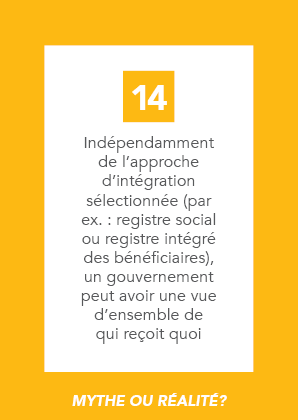 14
Indépendamment
de l’approche
d’intégration
sélectionnée (par
ex. : registre social
ou registre intégré
des bénéficiaires),
un gouvernement
peut avoir une vue
d’ensemble de
qui reçoit quoi
MYTHE OU RÉALITÉ?